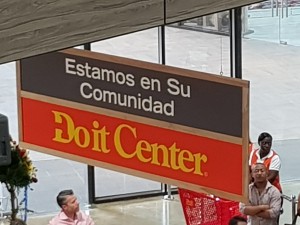 Estamos en Su
Comunidad
Do it Center®